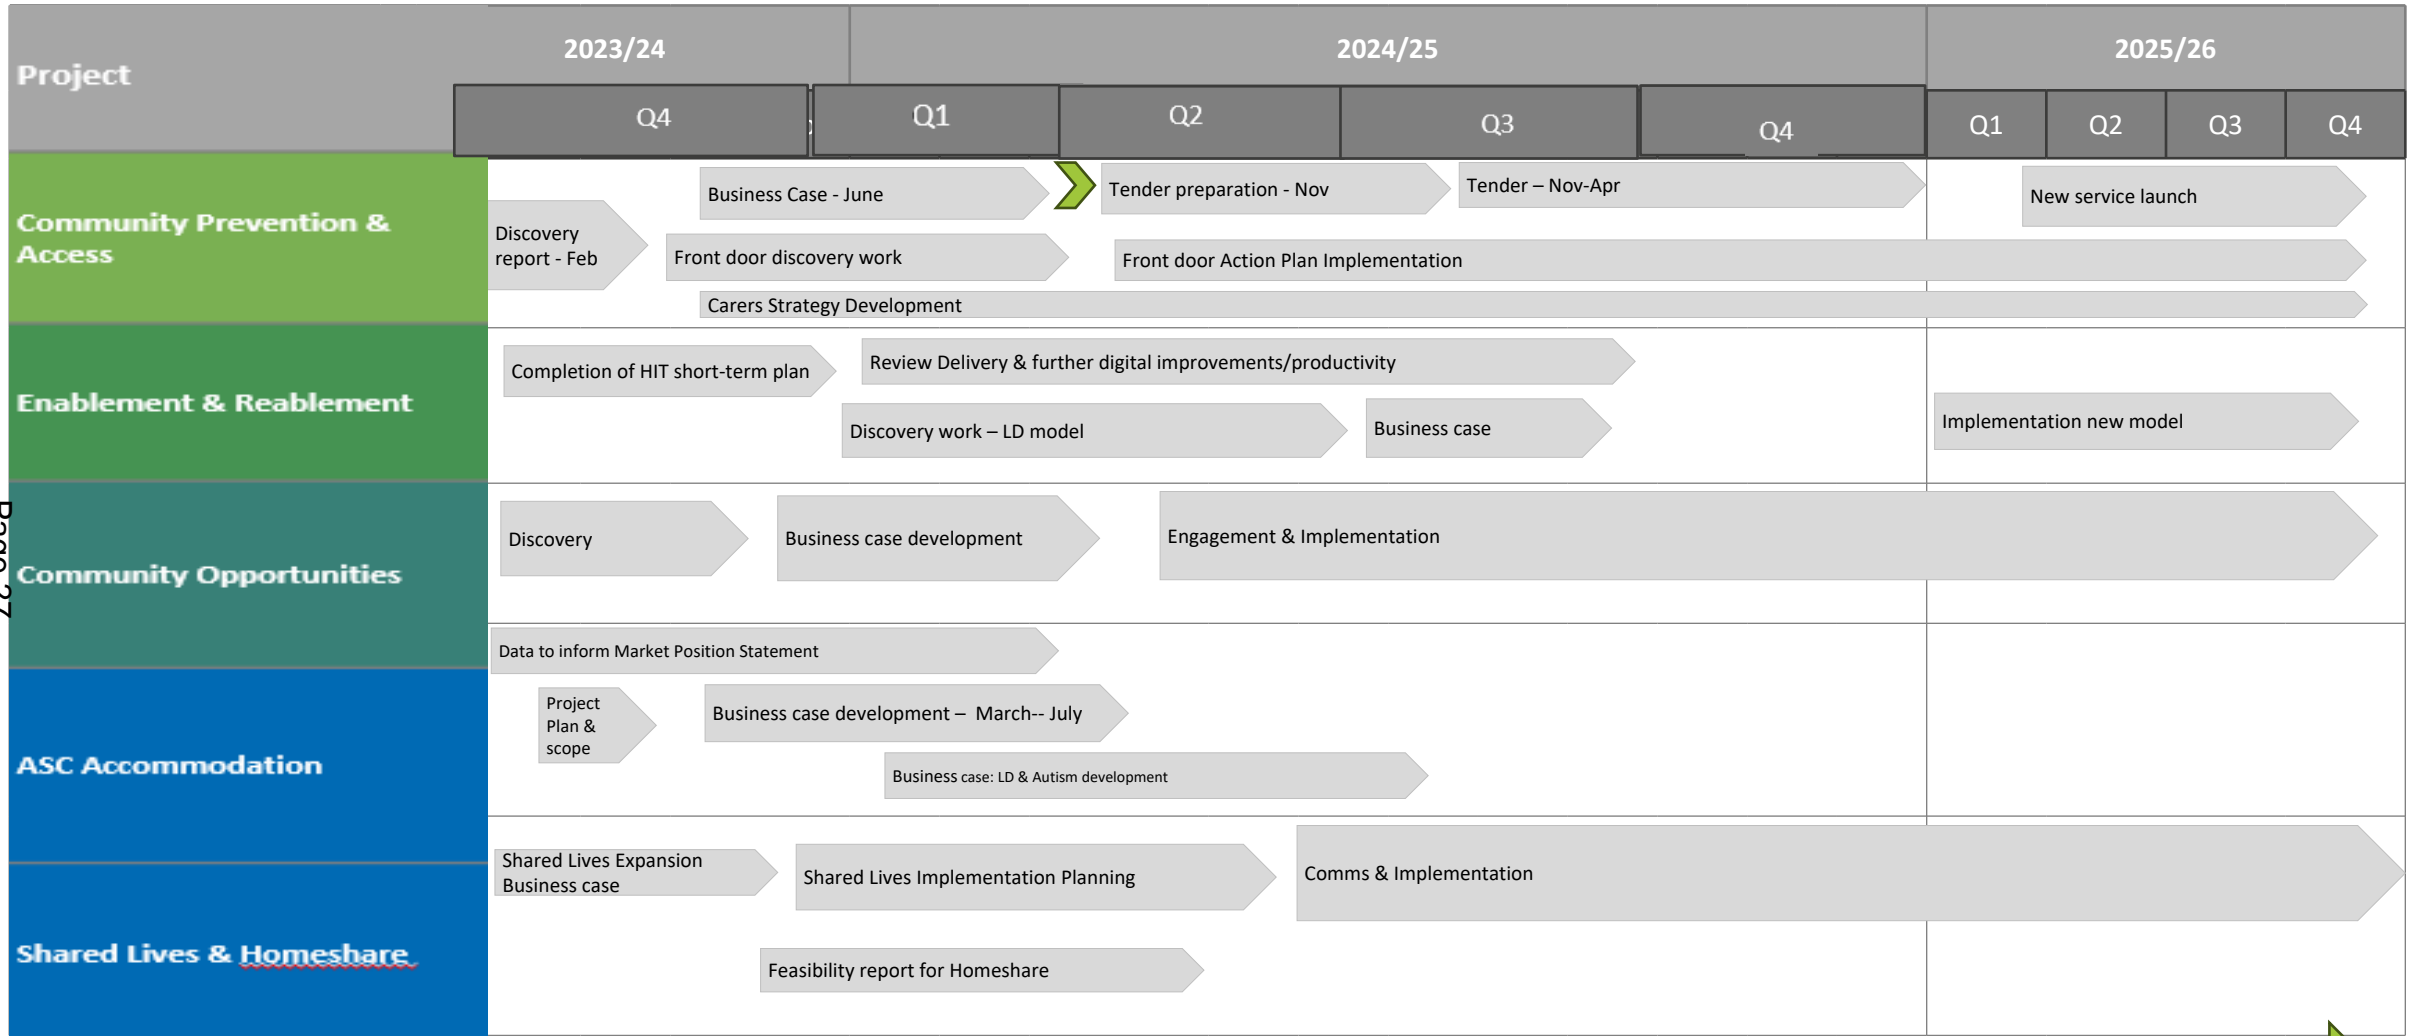 Project
2023/24
2024/25
2025/26
Q4
Q1
Q2
Q3
Q4
Q1
Q2
Q3
Q4
Community Prevention &
Access
Discovery
report - Feb
Business Case - June
Tender preparation - Nov
Tender – Nov-Apr
New service launch
Front door discovery work
Front door Action Plan Implementation
Carers Strategy Development
Enablement & Reablement
Completion of HIT short-term plan
Review Delivery & further digital improvements/productivity
Discovery work – LD model
Business case
Implementation new model
Community Opportunities
Discovery
Business case development
Engagement & Implementation
Page 27
Data to inform Market Position Statement
ASC Accommodation
Project
Plan &
scope
Business case development – March-- July
Business case: LD & Autism development
Shared Lives & Homeshare
Shared Lives Expansion
Business case
Shared Lives Implementation Planning
Comms & Implementation
Feasibility report for Homeshare